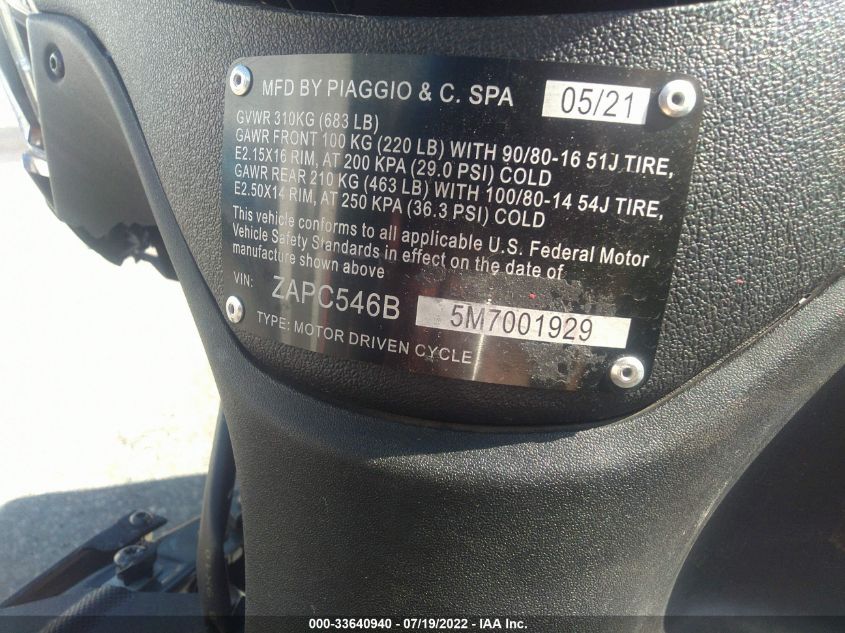 MFD BY PIAGGIO & C. SPA 05/21
GVWR 310KG (683 LB)
GAWR FRONT 100 KG (220 LB) WITH 90/80-16 51J TIRE,
E2.15X16 RIM, AT 200 KPA (29.0 PSI) COLD
GAWR REAR 210 KG (463 LB) WITH 100/80-14 54J TIRE,
E2.50X14 RIM, AT 250 KPA (36.3 PSI) COLD
This vehicle conforms to all applicable U.S. Federal Motor
Vehicle Safety Standards in effect on the date of
manufacture shown above
VIN: ZAPC546B 5M7001929
TYPE: MOTOR DRIVEN CYCLE
000-33640940 - 07/19/2022 - IAA Inc.